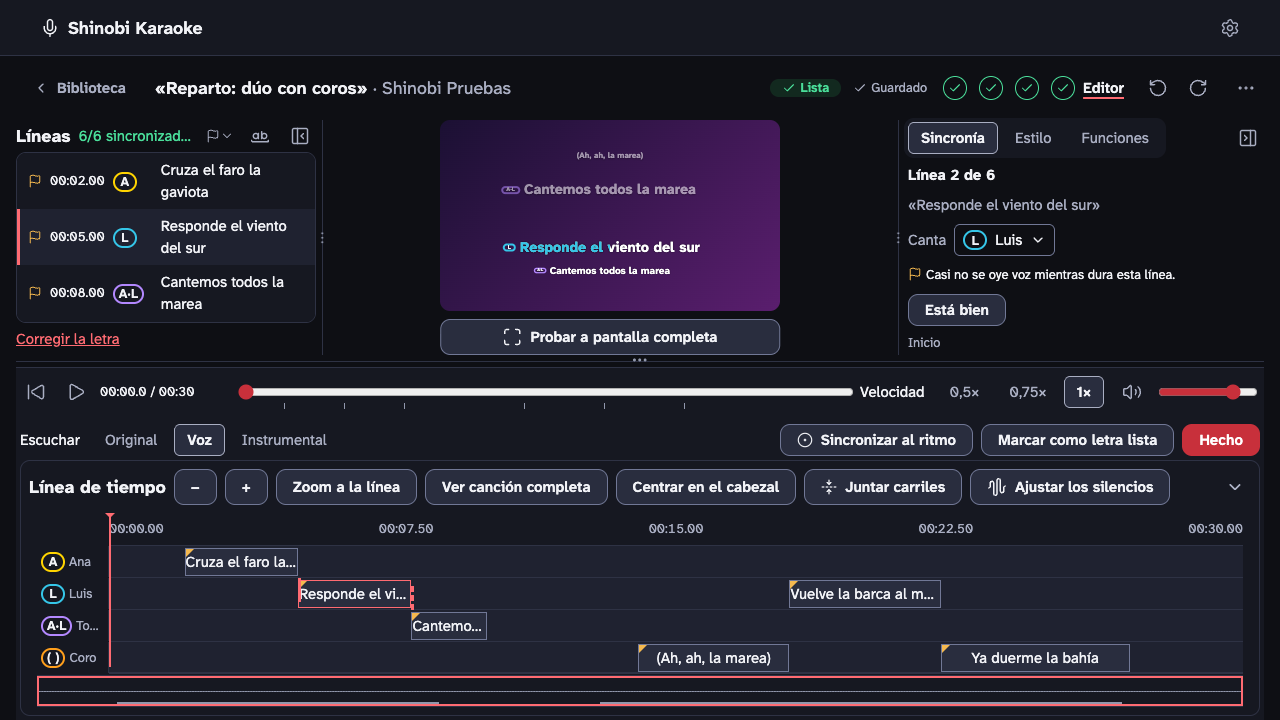 Shinobi Karaoke
Biblioteca
«Reparto: dúo con coros» · Shinobi Pruebas
Lista
Guardado
Editor
Líneas
6/6 sincronizad...
ab
00:02.00 A Cruza el faro la
gaviota
00:05.00 L Responde el viento
del sur
00:08.00 A·L Cantemos todos la
marea
Corregir la letra
(Ah, ah, la marea)
A·L Cantemos todos la marea
L Responde el viento del sur
A·L Cantemos todos la marea
Probar a pantalla completa
Sincronía
Estilo
Funciones
Línea 2 de 6
«Responde el viento del sur»
Canta L Luis
Casi no se oye voz mientras dura esta línea.
Está bien
Inicio
00:00.0 / 00:30
Velocidad
0,5×
0,75×
1×
Escuchar
Original
Voz
Instrumental
Sincronizar al ritmo
Marcar como letra lista
Hecho
Línea de tiempo
−
+
Zoom a la línea
Ver canción completa
Centrar en el cabezal
Juntar carriles
Ajustar los silencios
00:00.00
00:07.50
00:15.00
00:22.50
00:30.00
A Ana
Cruza el faro la...
L Luis
Responde el vi...
Vuelve la barca al m...
A·L To...
Cantemo...
( ) Coro
(Ah, ah, la marea)
Ya duerme la bahía